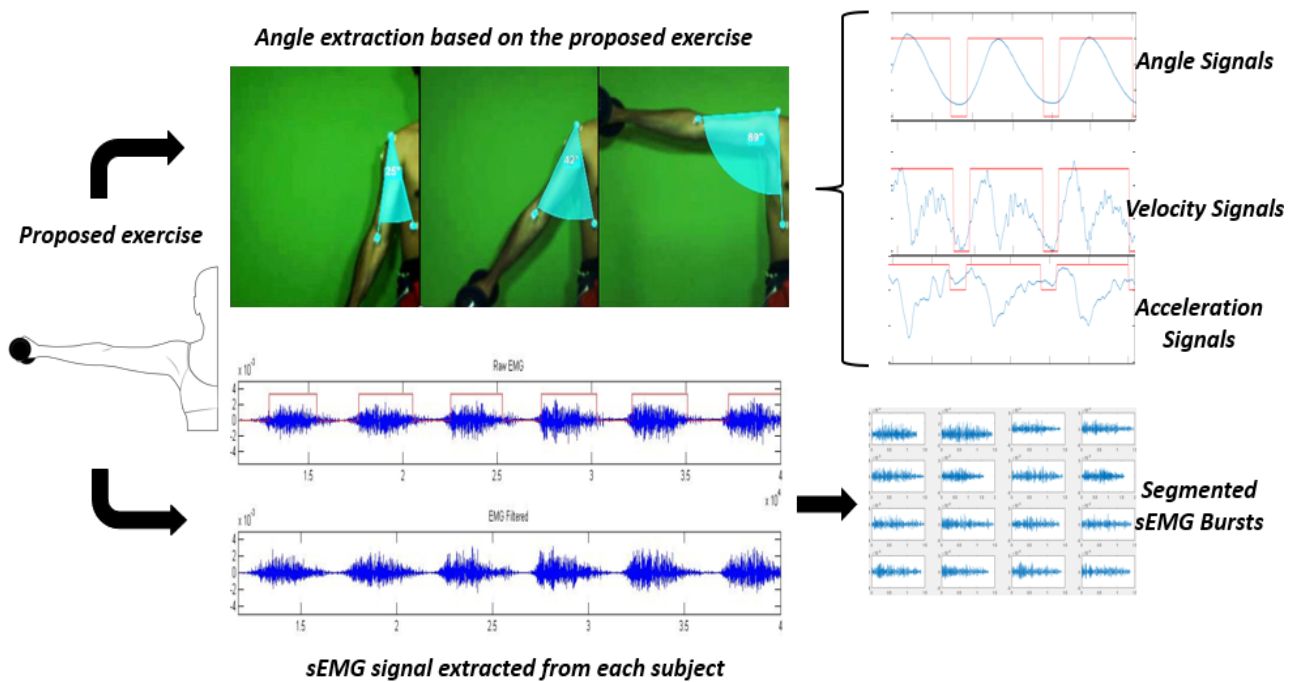 Angle extraction based on the proposed exercise
Proposed exercise
25°
42°
89°
Angle Signals
Velocity Signals
Acceleration
Signals
Raw EMG
x 10⁻³
4
2
0
-2
-4
1.5
2
2.5
3
3.5
4
x 10⁴
EMG Filtered
x 10⁻³
4
2
0
-2
-4
1.5
2
2.5
3
3.5
4
sEMG signal extracted from each subject
Segmented
sEMG Bursts